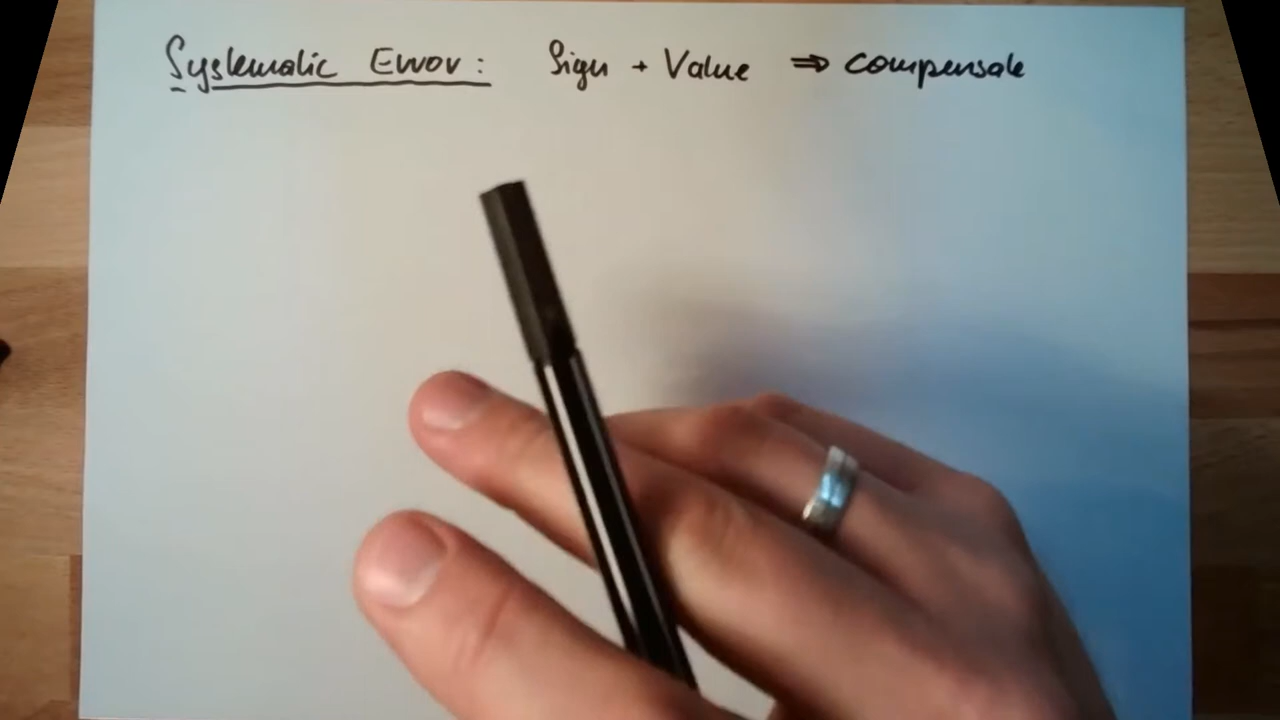 Systematic Error: Sign + Value ⇒ compensate